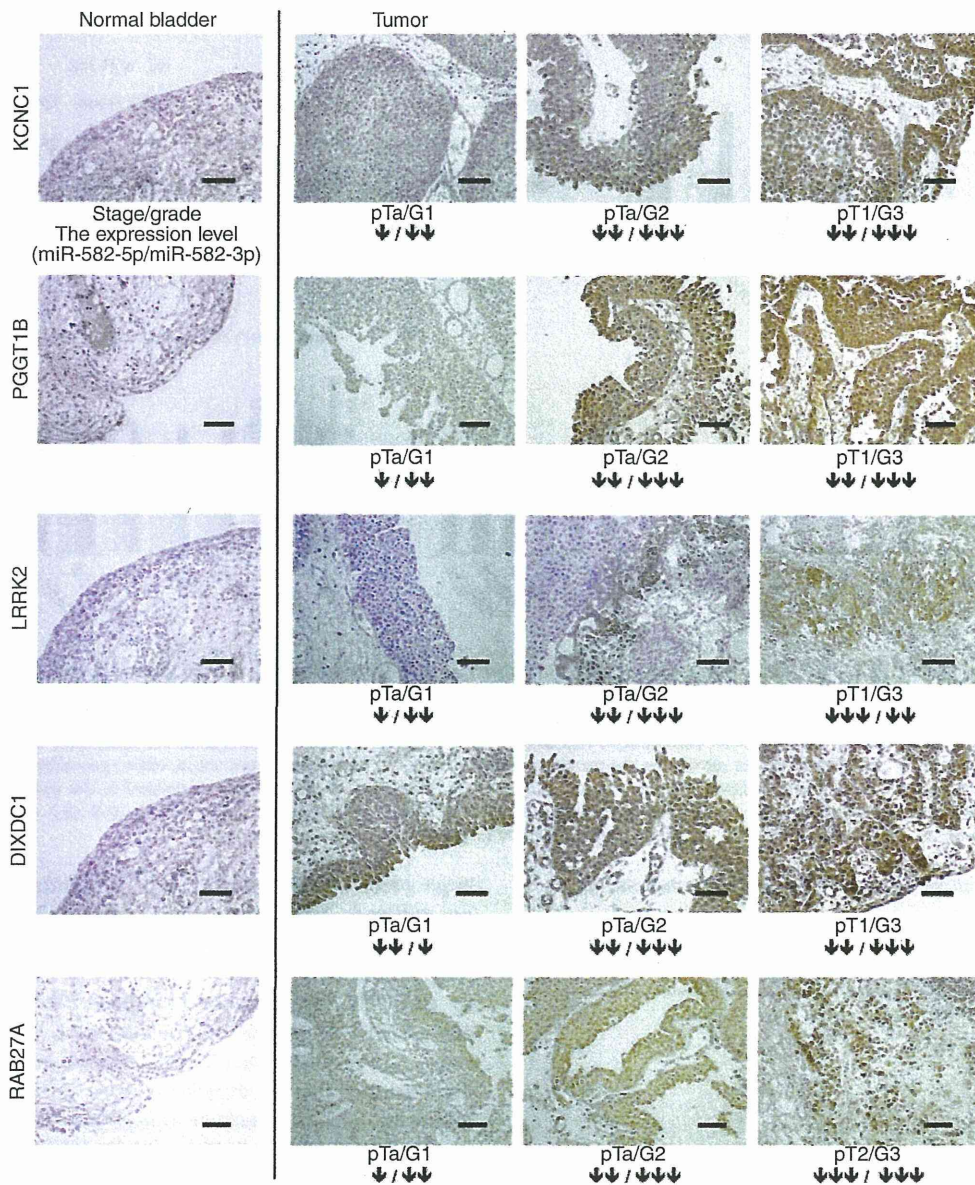 Normal bladder
Tumor
KCNC1
Stage/grade
The expression level
(miR-582-5p/miR-582-3p)
pTa/G1
↓ / ↓↓
pTa/G2
↓↓ / ↓↓↓
pT1/G3
↓↓ / ↓↓↓
PGGT1B
pTa/G1
↓ / ↓↓
pTa/G2
↓↓ / ↓↓↓
pT1/G3
↓↓ / ↓↓↓
LRRK2
pTa/G1
↓ / ↓↓
pTa/G2
↓↓ / ↓↓↓
pT1/G3
↓↓↓ / ↓↓
DIXDC1
pTa/G1
↓↓ / ↓
pTa/G2
↓↓ / ↓↓↓
pT1/G3
↓↓ / ↓↓↓
RAB27A
pTa/G1
↓ / ↓↓
pTa/G2
↓↓ / ↓↓↓
pT2/G3
↓↓↓ / ↓↓↓